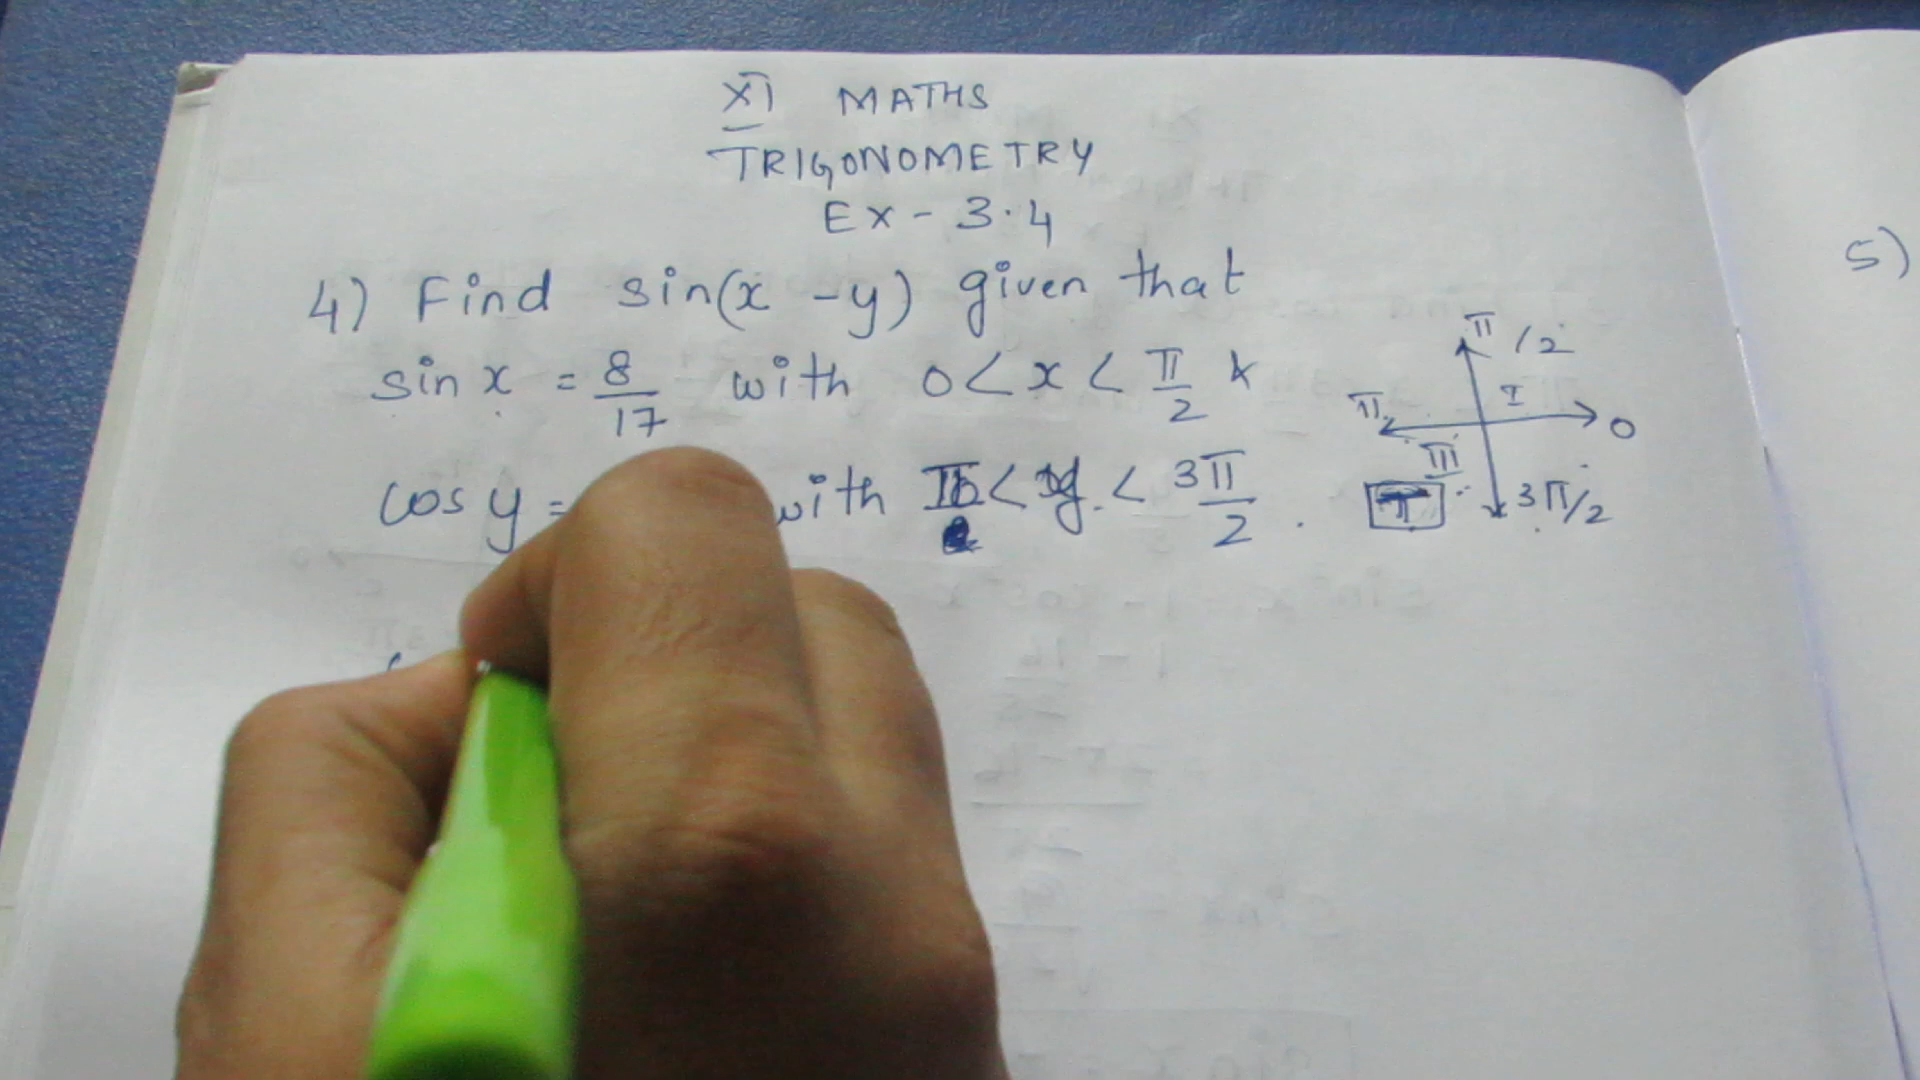 XI MATHS
TRIGONOMETRY
EX - 3.4
4) Find sin(x - y) given that
sin x = 8/17 with 0 < x < π/2 &
cos y = with π < y < 3π/2 .
π/2
I
π
0
III
T
3π/2
5)